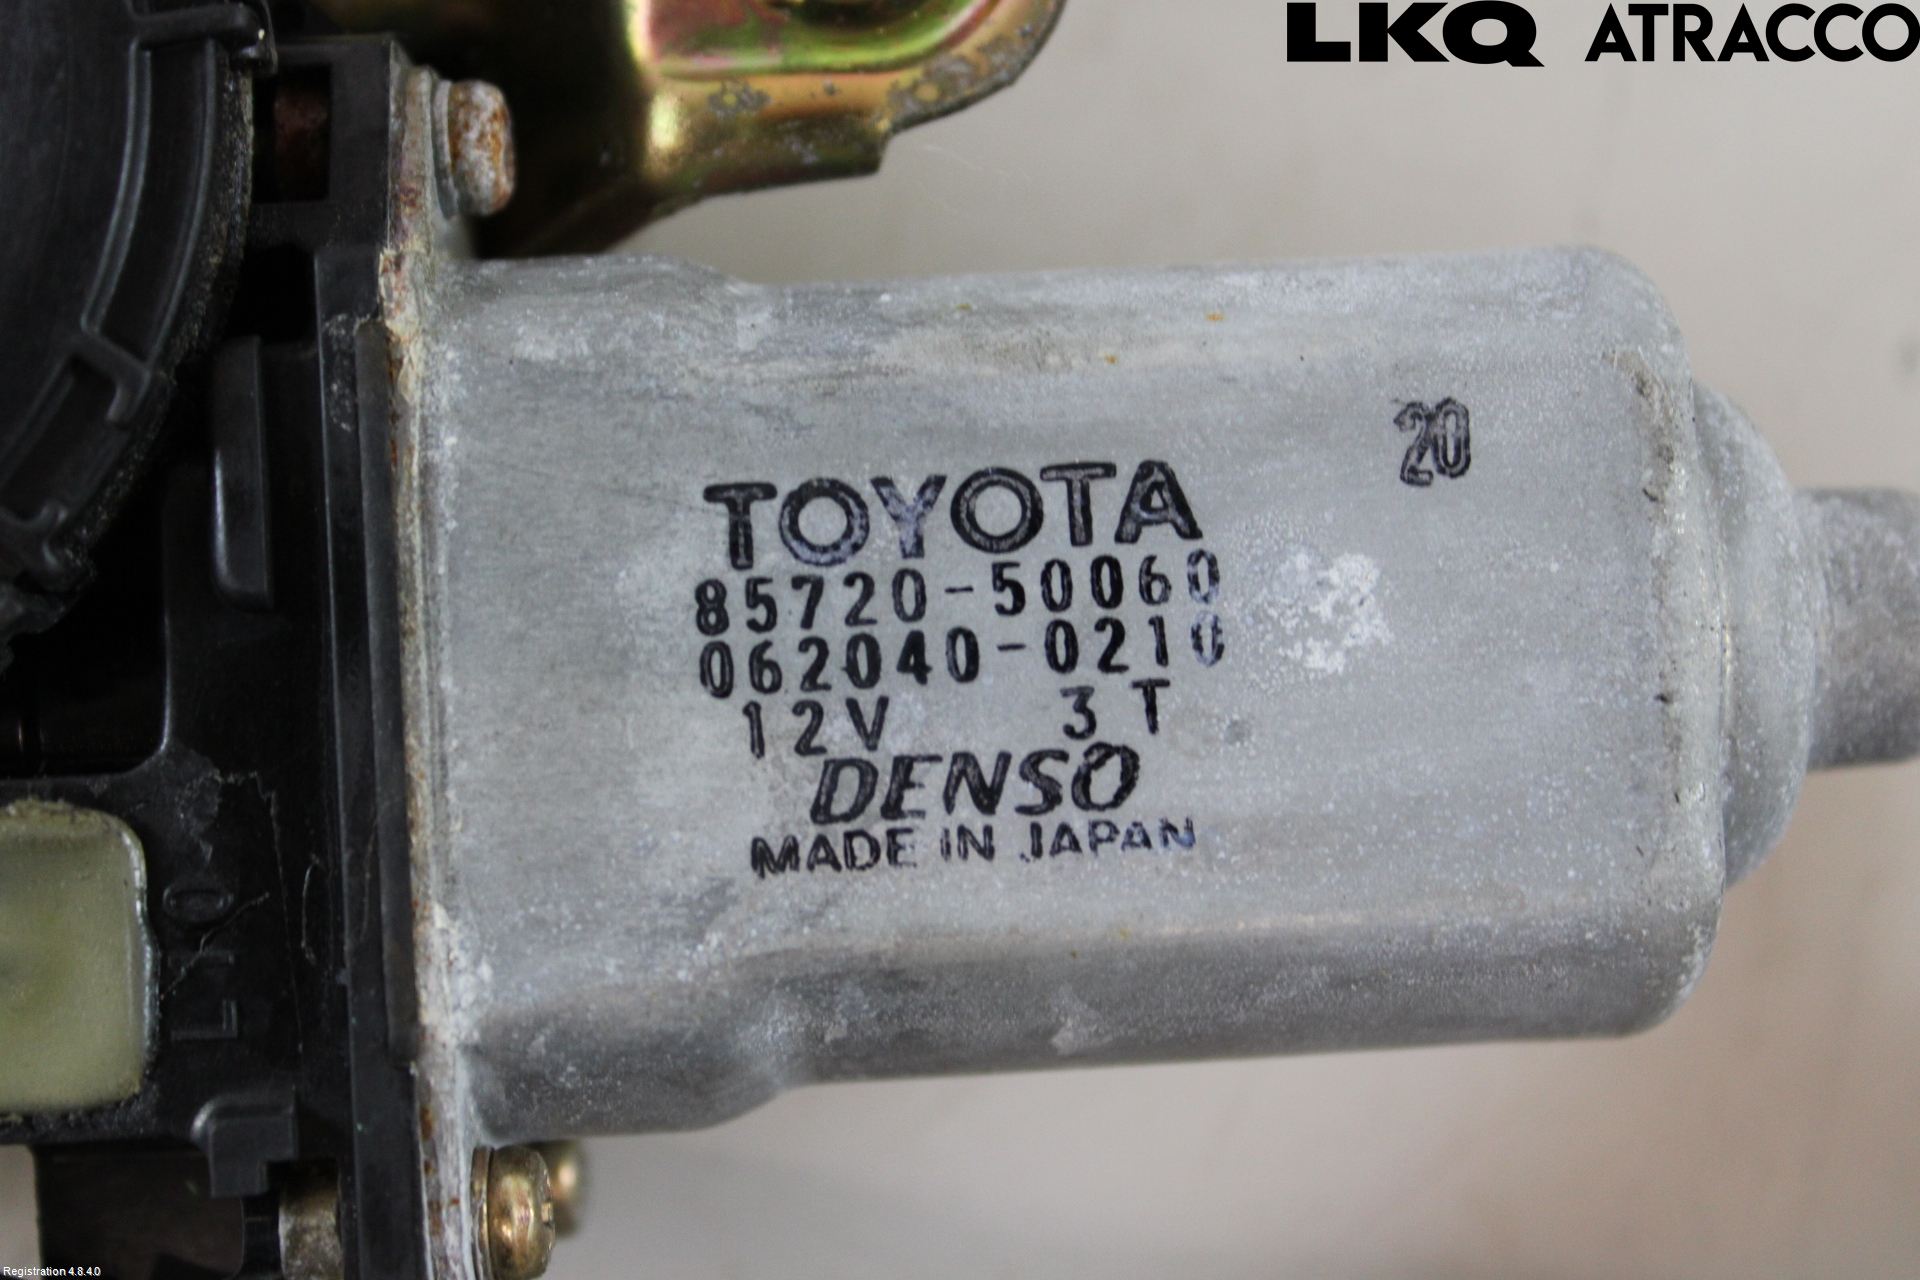 LKQ ATRACCO
20
TOYOTA
85720-50060
062040-0210
12V 3T
DENSO
MADE IN JAPAN
Registration 4.8.4.0